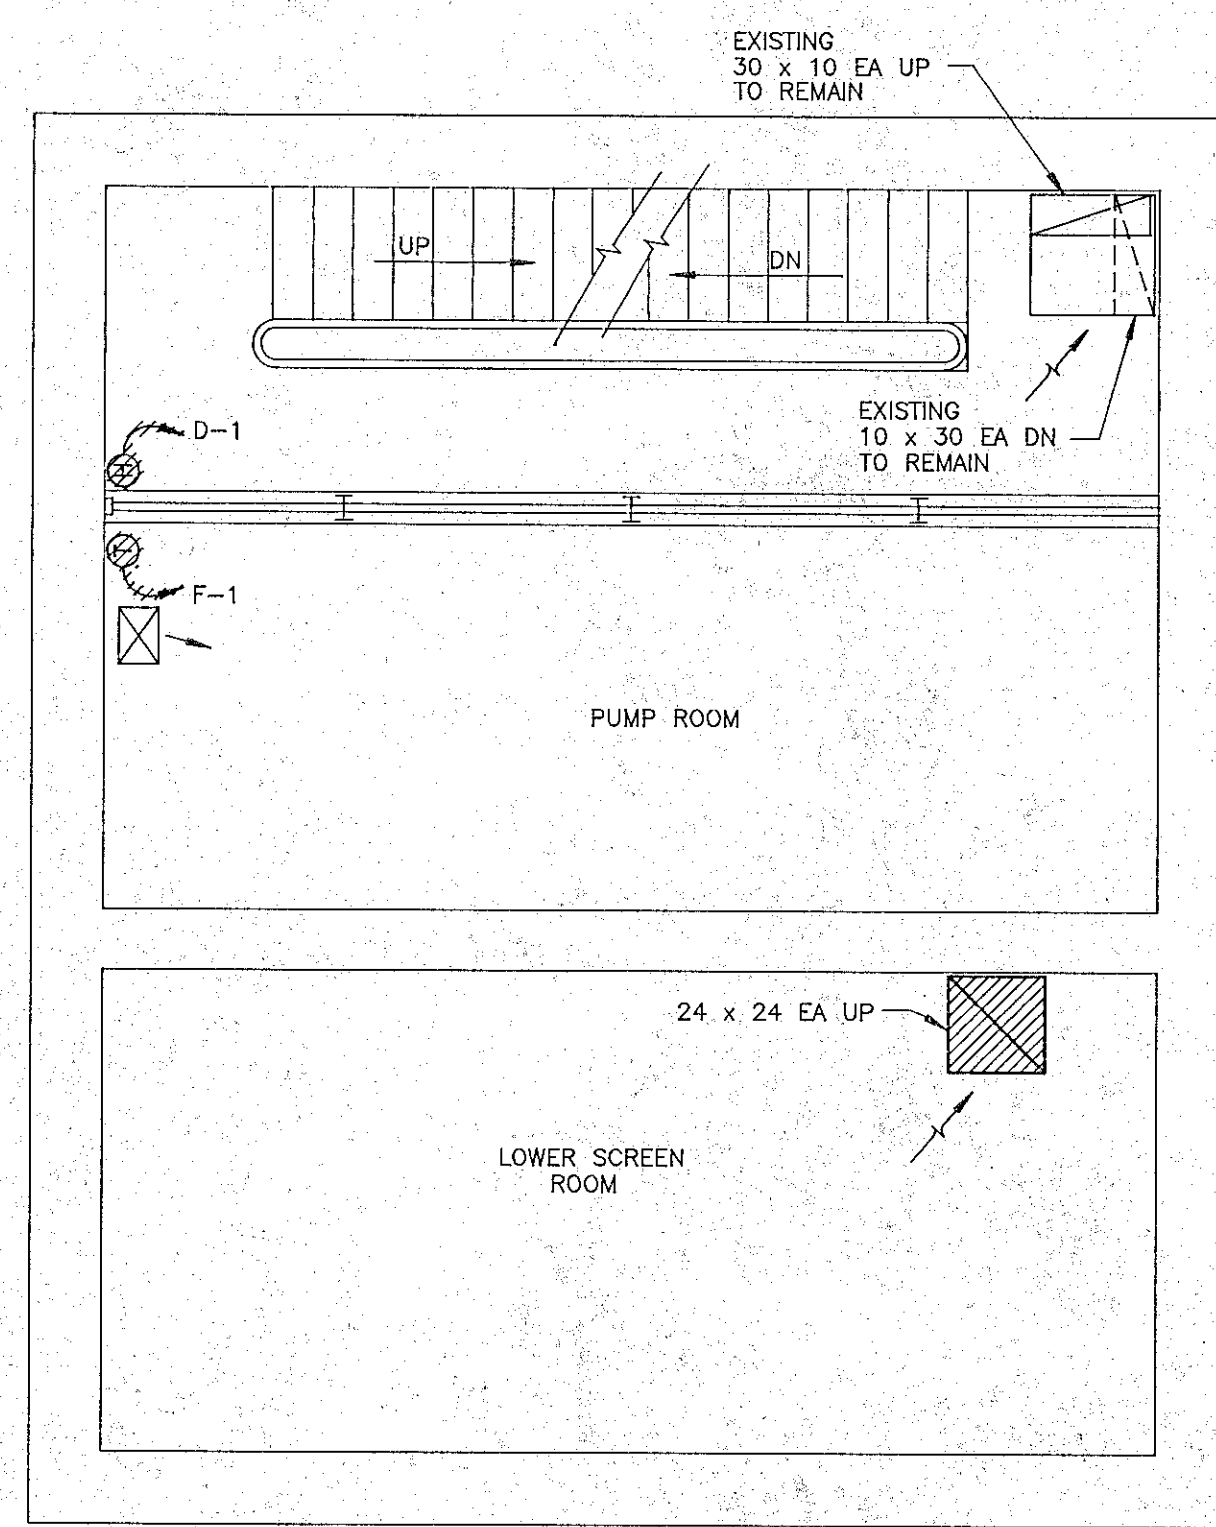 EXISTING
30 x 10 EA UP
TO REMAIN
UP
DN
EXISTING
10 x 30 EA DN
TO REMAIN
D-1
F-1
PUMP ROOM
24 x 24 EA UP
LOWER SCREEN
ROOM